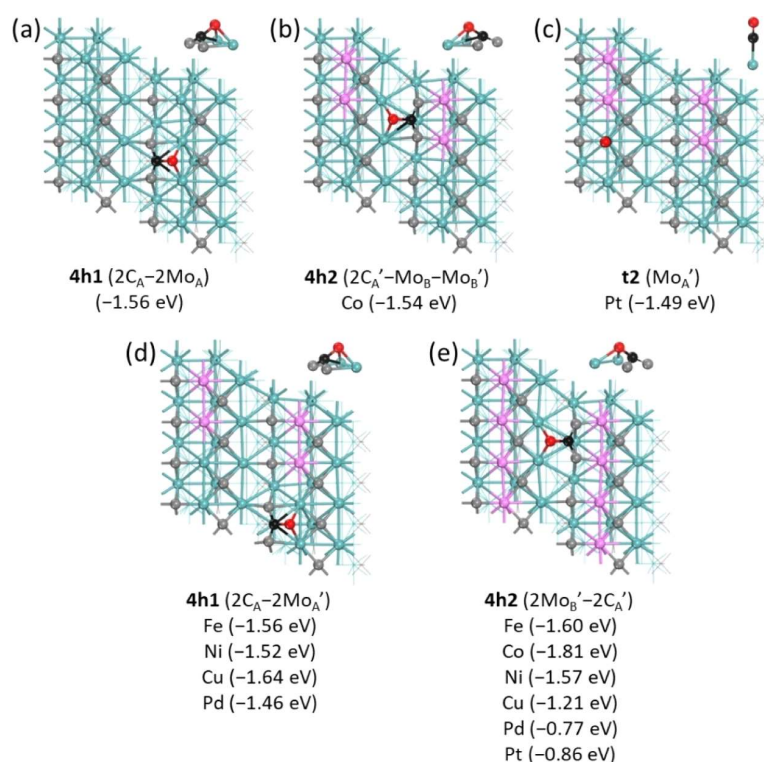 (a)
(b)
(c)
4h1 (2C_A−2Mo_A)
(−1.56 eV)
4h2 (2C_A’−Mo_B−Mo_B’)
Co (−1.54 eV)
t2 (Mo_A’)
Pt (−1.49 eV)
(d)
(e)
4h1 (2C_A−2Mo_A’)
Fe (−1.56 eV)
Ni (−1.52 eV)
Cu (−1.64 eV)
Pd (−1.46 eV)
4h2 (2Mo_B’−2C_A’)
Fe (−1.60 eV)
Co (−1.81 eV)
Ni (−1.57 eV)
Cu (−1.21 eV)
Pd (−0.77 eV)
Pt (−0.86 eV)